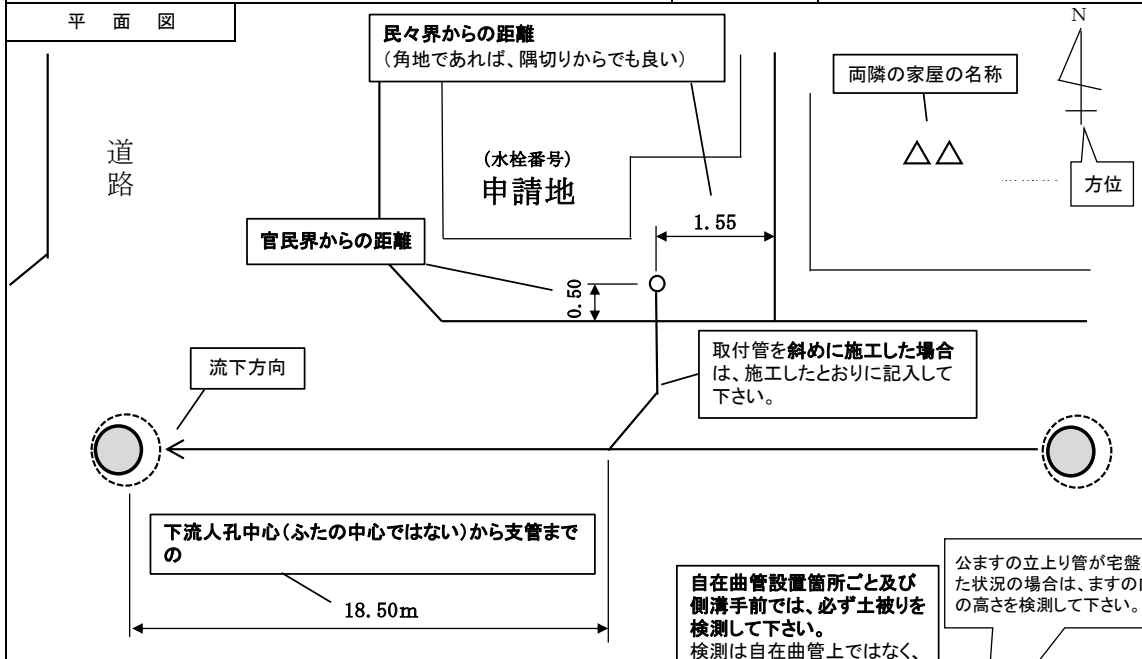 平面図
民々界からの距離
(角地であれば、隅切りからでも良い)
N
両隣の家屋の名称
道路
(水栓番号)
申請地
△△
方位
1.55
官民界からの距離
0.50
取付管を斜めに施工した場合
は、施工したとおりに記入して
下さい。
流下方向
下流人孔中心(ふたの中心ではない)から支管まで
の
18.50m
自在曲管設置箇所ごと及び
側溝手前では、必ず土被りを
検測して下さい。
検測は自在曲管上ではなく、
公ますの立上り管が宅盤
た状況の場合は、ますの
の高さを検測して下さい。